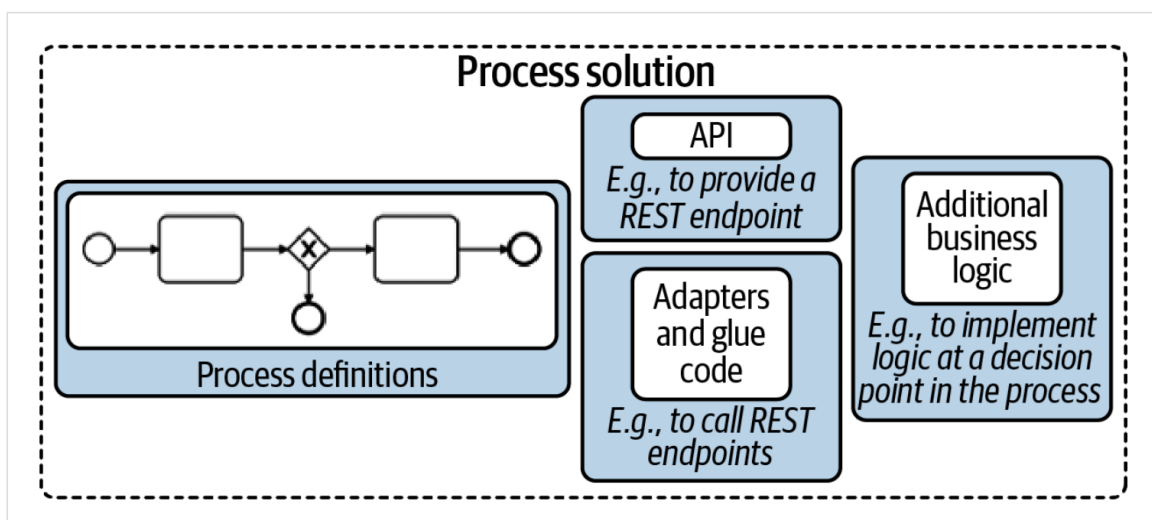 Process solution
Process definitions
API
E.g., to provide a
REST endpoint
Adapters
and glue
code
E.g., to call REST
endpoints
Additional
business
logic
E.g., to implement
logic at a decision
point in the process